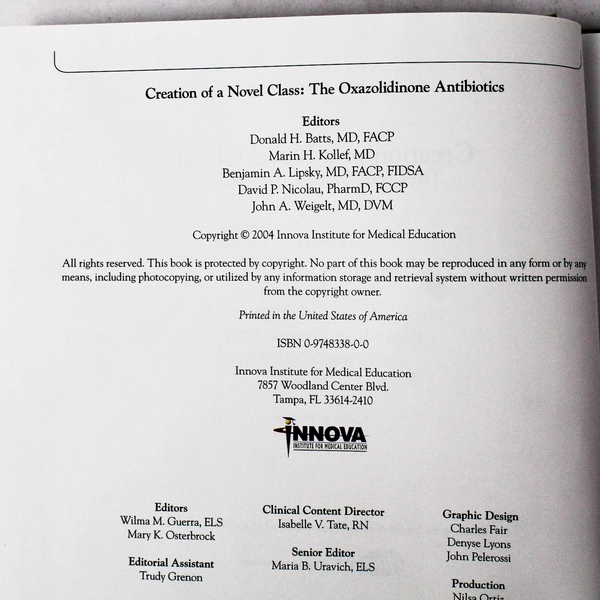 Creation of a Novel Class: The Oxazolidinone Antibiotics
Editors
Donald H. Batts, MD, FACP
Marin H. Kollef, MD
Benjamin A. Lipsky, MD, FACP, FIDSA
David P. Nicolau, PharmD, FCCP
John A. Weigelt, MD, DVM
Copyright © 2004 Innova Institute for Medical Education
All rights reserved. This book is protected by copyright. No part of this book may be reproduced in any form or by any
means, including photocopying, or utilized by any information storage and retrieval system without written permission
from the copyright owner.
Printed in the United States of America
ISBN 0-9748338-0-0
Innova Institute for Medical Education
7857 Woodland Center Blvd.
Tampa, FL 33614-2410
iNNOVA
INSTITUTE FOR MEDICAL EDUCATION
Editors
Wilma M. Guerra, ELS
Mary K. Osterbrock
Editorial Assistant
Trudy Grenon
Clinical Content Director
Isabelle V. Tate, RN
Senior Editor
Maria B. Uravich, ELS
Graphic Design
Charles Fair
Denyse Lyons
John Pelerossi
Production
Nilsa Ortiz